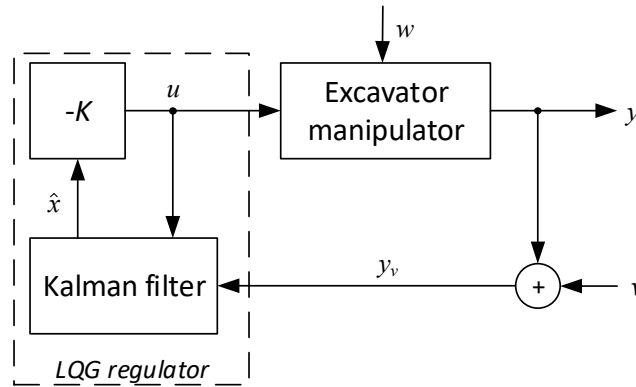 w
u
-K
Excavator
manipulator
y
x̂
Kalman filter
y_v
+
v
LQG regulator